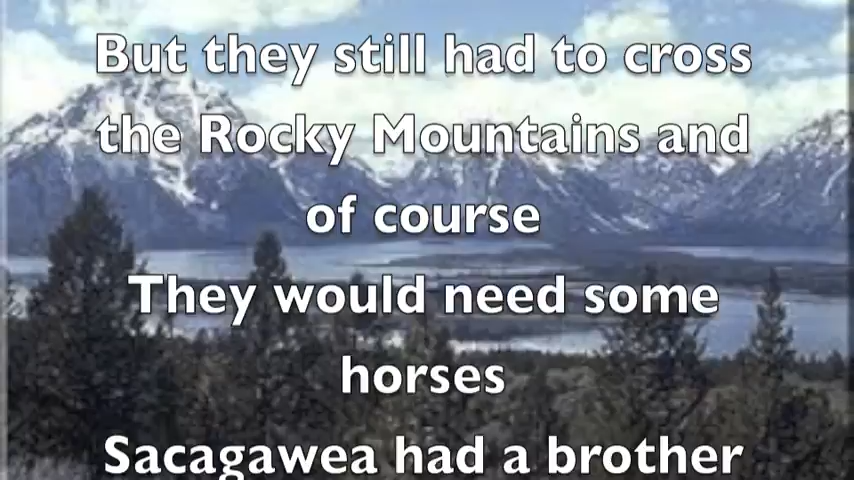 But they still had to cross
the Rocky Mountains and
of course
They would need some
horses
Sacagawea had a brother